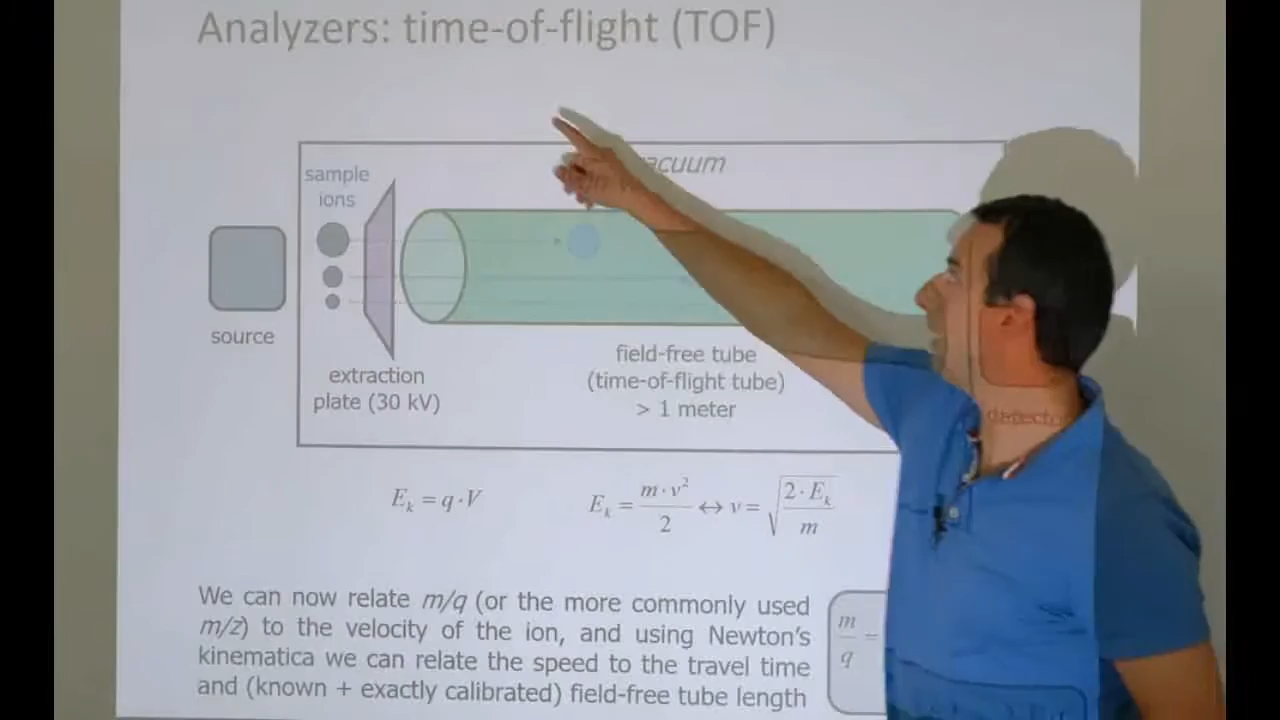 Analyzers: time-of-flight (TOF)
sample
ions
source
extraction
plate (30 kV)
field-free tube
(time-of-flight tube)
> 1 meter
E_k = q · V
E_k = m · v² / 2 ↔ v = √(2 · E_k / m)
We can now relate m/q (or the more commonly used
m/z) to the velocity of the ion, and using Newton's
kinematica we can relate the speed to the travel time
and (known + exactly calibrated) field-free tube length
m / q =